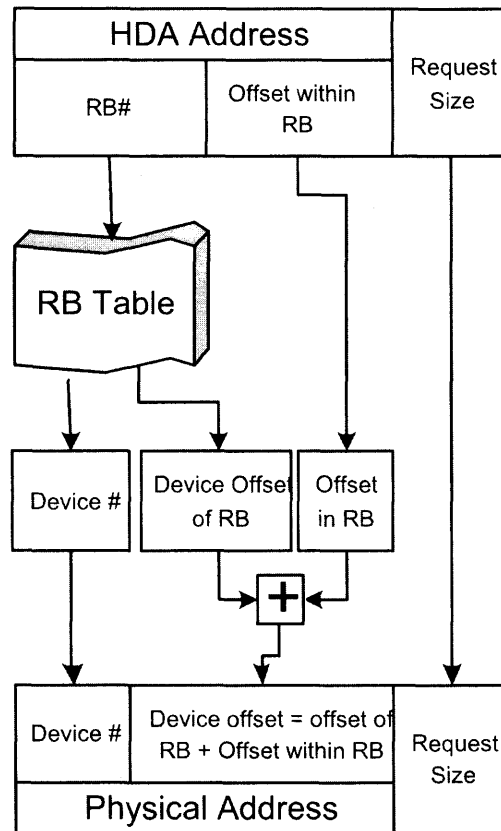 HDA Address
Request
Size
RB#
Offset within
RB
RB Table
Device #
Device Offset
of RB
Offset
in RB
+
Device #
Device offset = offset of
RB + Offset within RB
Request
Size
Physical Address